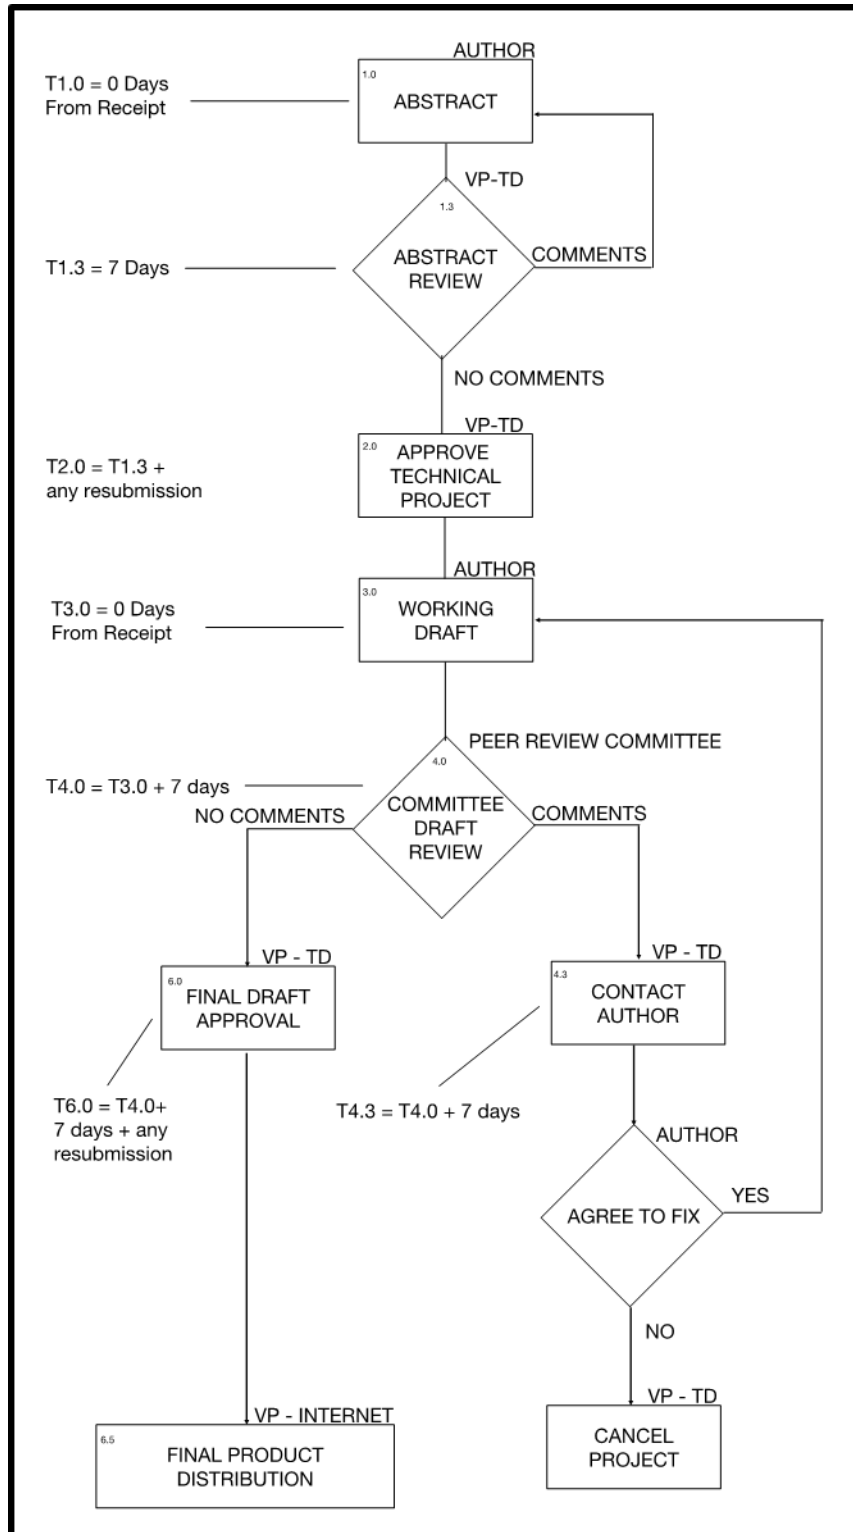 AUTHOR
T1.0 = 0 Days
From Receipt
1.0
ABSTRACT
VP-TD
1.3
T1.3 = 7 Days
ABSTRACT
REVIEW
COMMENTS
NO COMMENTS
VP-TD
T2.0 = T1.3 +
any resubmission
2.0
APPROVE
TECHNICAL
PROJECT
AUTHOR
T3.0 = 0 Days
From Receipt
3.0
WORKING
DRAFT
PEER REVIEW COMMITTEE
4.0
T4.0 = T3.0 + 7 days
NO COMMENTS
COMMITTEE
DRAFT
REVIEW
COMMENTS
VP - TD
6.0
FINAL DRAFT
APPROVAL
VP - TD
4.3
CONTACT
AUTHOR
T6.0 = T4.0+
7 days + any
resubmission
T4.3 = T4.0 + 7 days
AUTHOR
AGREE TO FIX
YES
NO
VP - INTERNET
6.5
FINAL PRODUCT
DISTRIBUTION
VP - TD
CANCEL
PROJECT